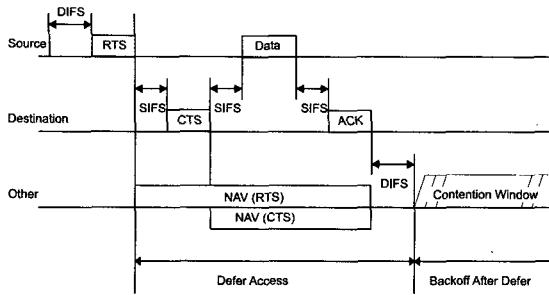 DIFS
Source
RTS
Data
SIFS
SIFS
SIFS
Destination
CTS
ACK
DIFS
Other
NAV (RTS)
Contention Window
NAV (CTS)
Defer Access
Backoff After Defer